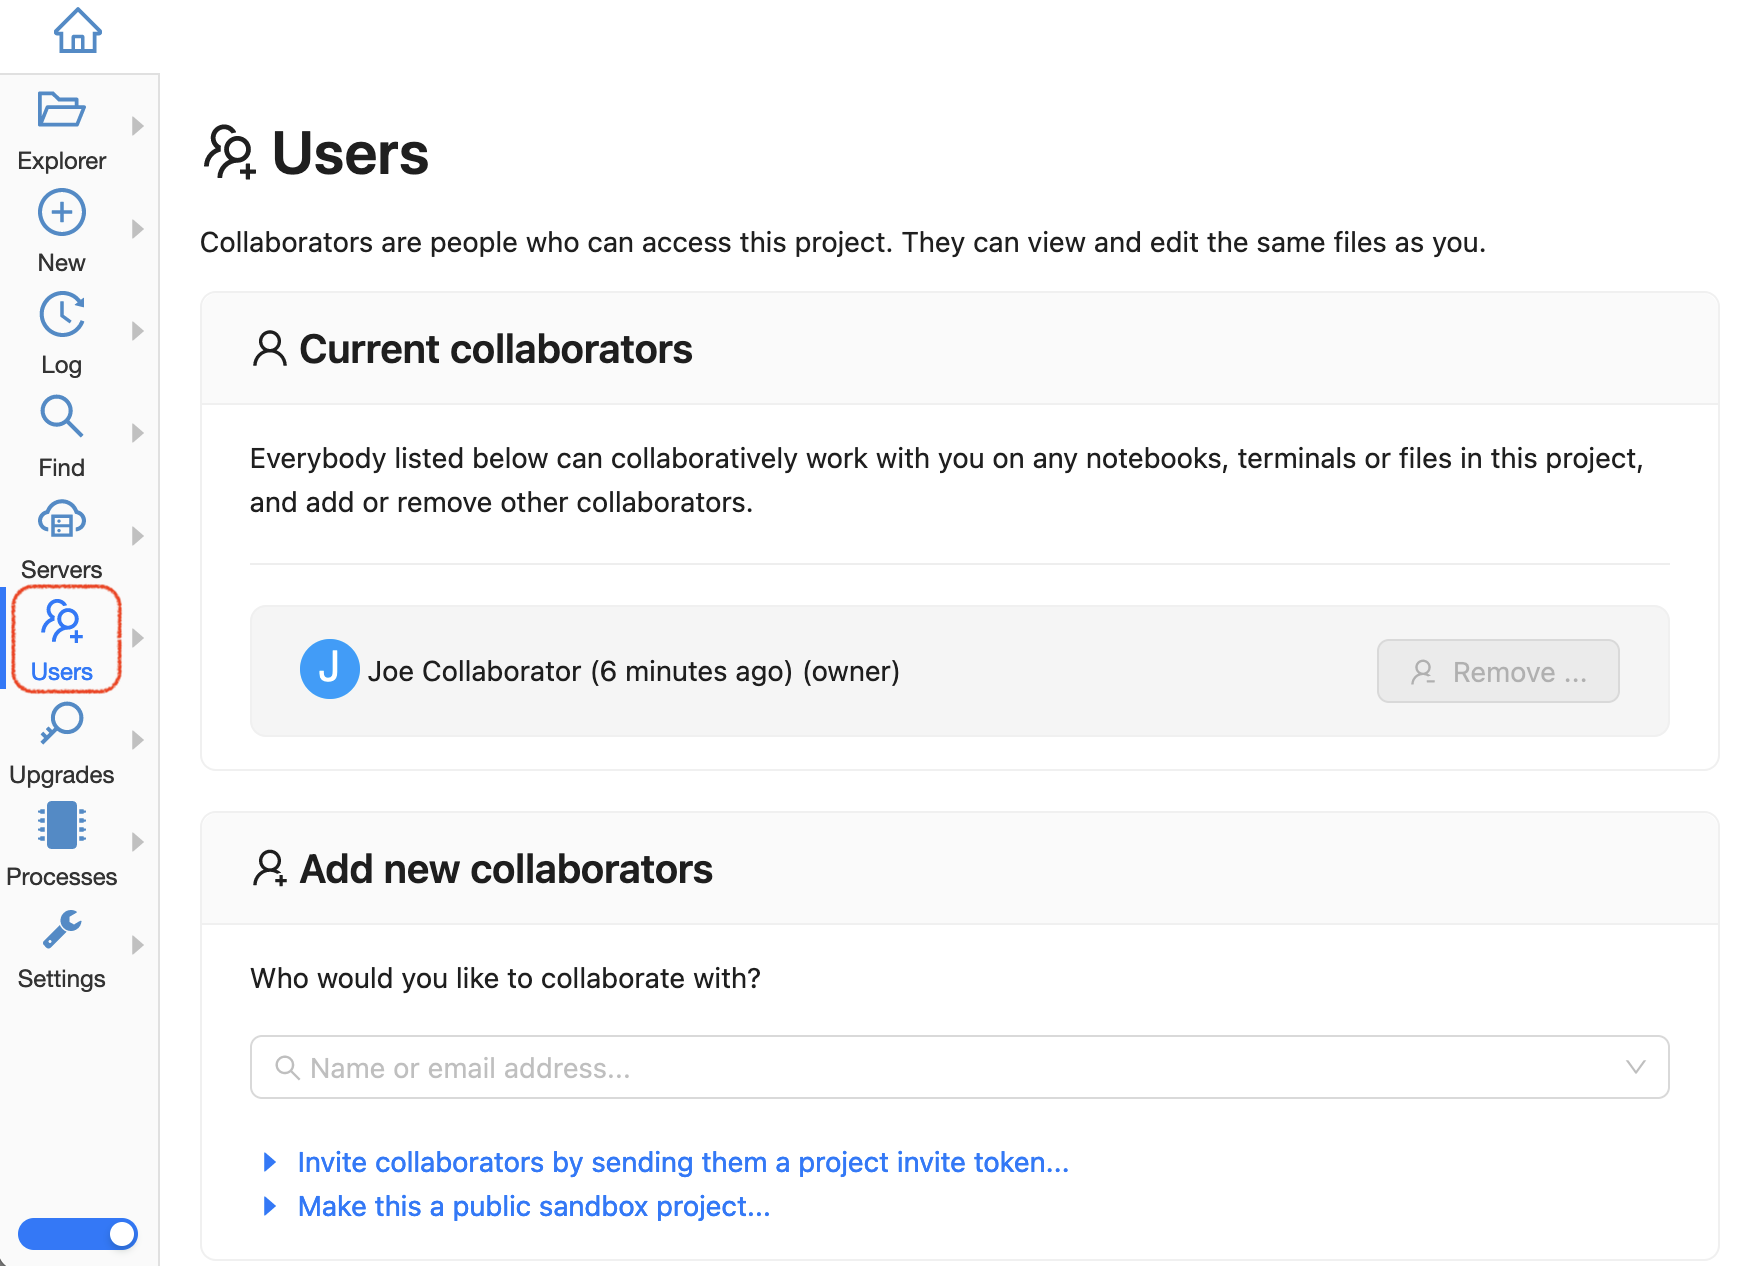 Explorer
New
Log
Find
Servers
Users
Upgrades
Processes
Settings
Users
Collaborators are people who can access this project. They can view and edit the same files as you.
Current collaborators
Everybody listed below can collaboratively work with you on any notebooks, terminals or files in this project,
and add or remove other collaborators.
J Joe Collaborator (6 minutes ago) (owner)
Remove ...
Add new collaborators
Who would you like to collaborate with?
Name or email address...
Invite collaborators by sending them a project invite token...
Make this a public sandbox project...